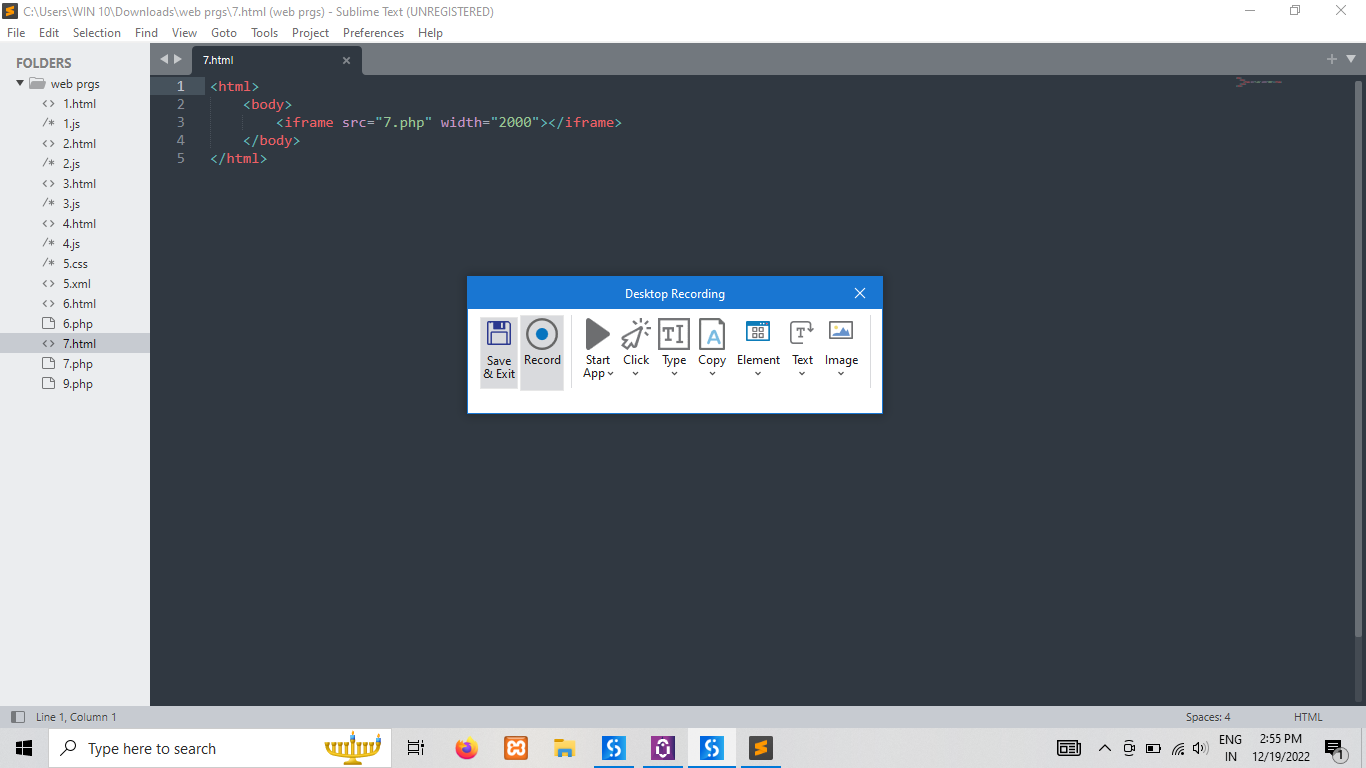 C:\Users\WIN 10\Downloads\web prgs\7.html (web prgs) - Sublime Text (UNREGISTERED)
File Edit Selection Find View Goto Tools Project Preferences Help
FOLDERS
web prgs
<> 1.html
/* 1.js
<> 2.html
/* 2.js
<> 3.html
/* 3.js
<> 4.html
/* 4.js
/* 5.css
<> 5.xml
<> 6.html
6.php
<> 7.html
7.php
9.php
7.html
1 <html>
2 <body>
3 <iframe src="7.php" width="2000"></iframe>
4 </body>
5 </html>
Desktop Recording
Save & Exit
Record
Start App
Click
Type
Copy
Element
Text
Image
Line 1, Column 1
Spaces: 4
HTML
Type here to search
ENG
IN
2:55 PM
12/19/2022
1